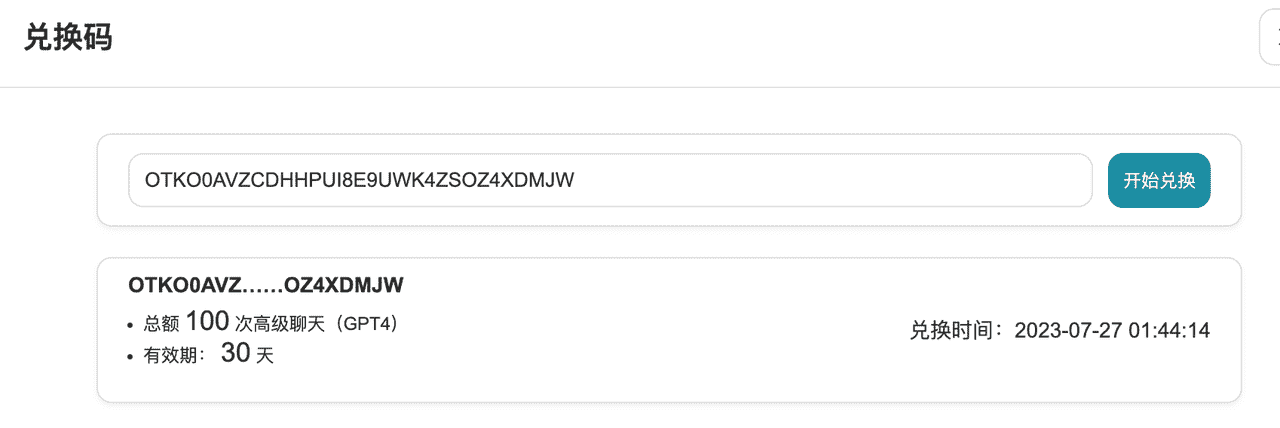 兑换码
OTKO0AVZCDHHPUI8E9UWK4ZSOZ4XDMJW
开始兑换
OTKO0AVZ......OZ4XDMJW
• 总额 100 次高级聊天（GPT4）
• 有效期： 30 天
兑换时间：2023-07-27 01:44:14